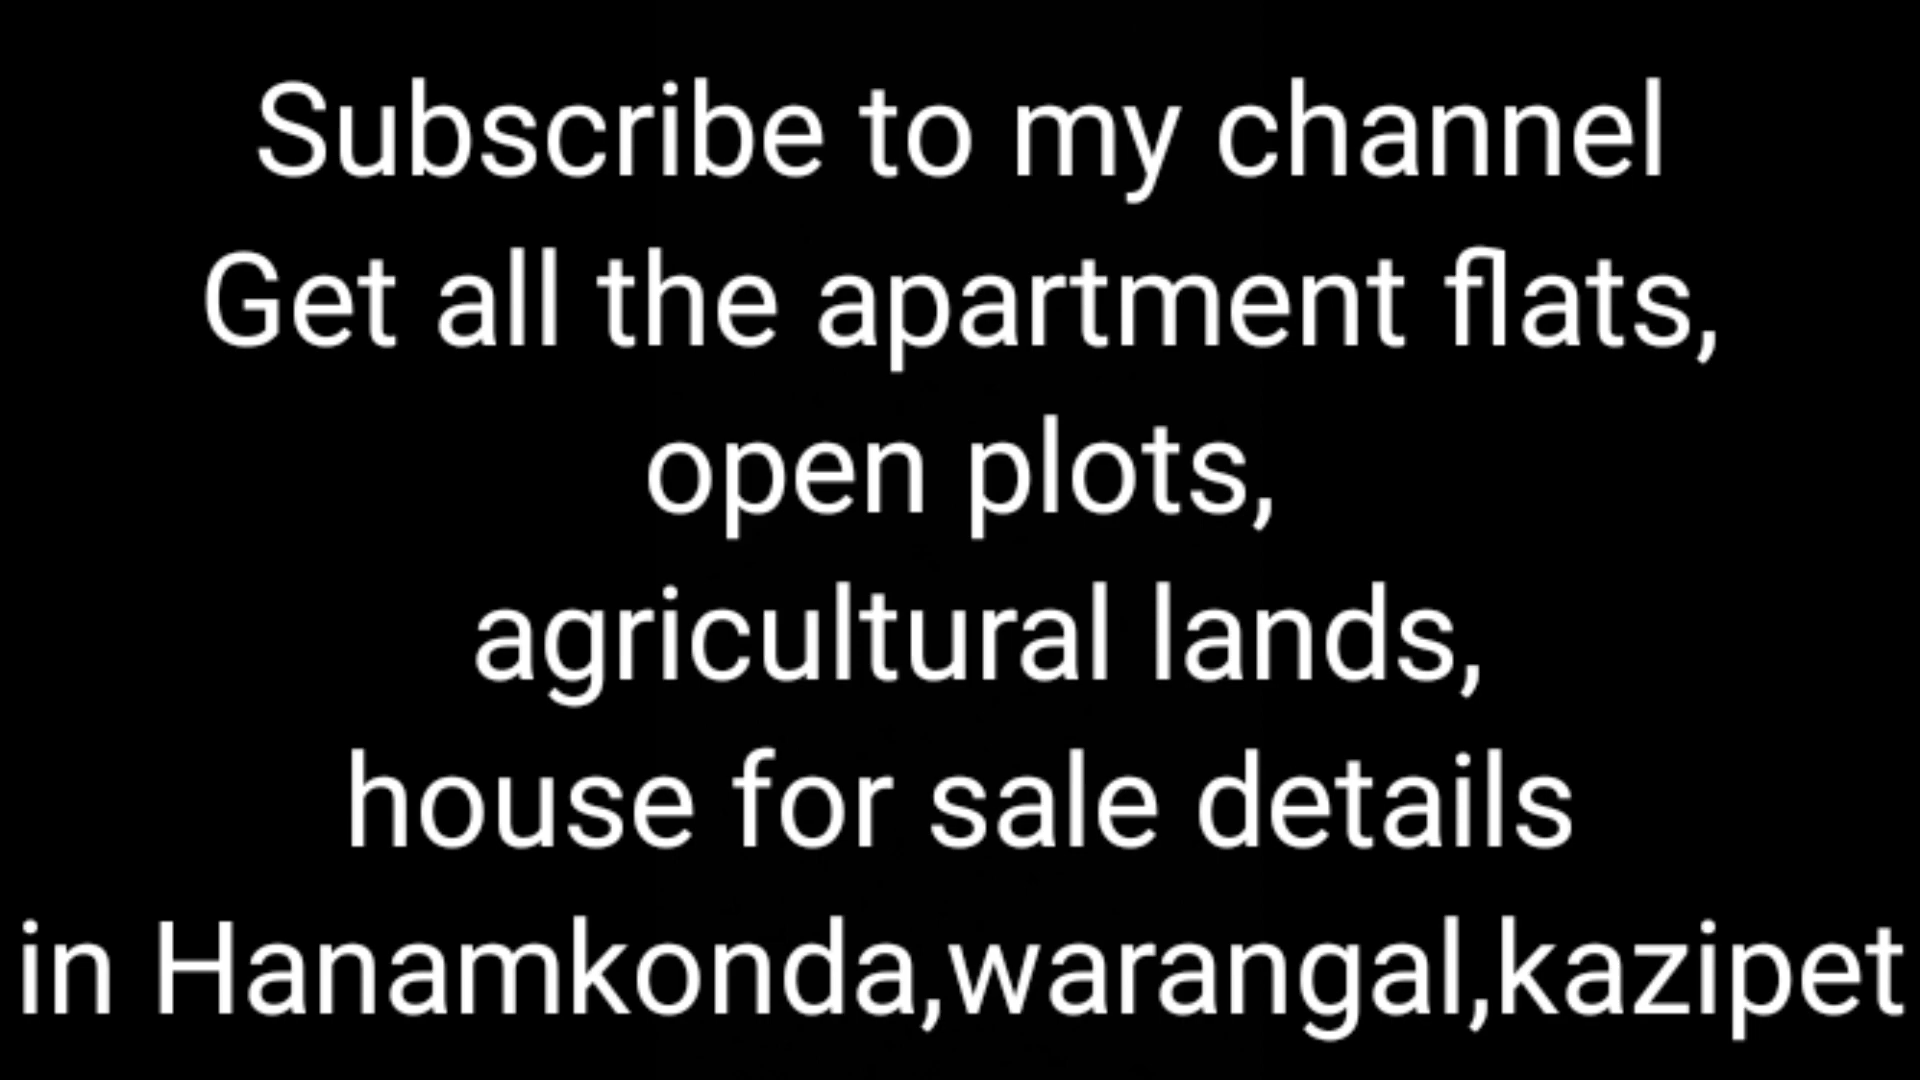 Subscribe to my channel
Get all the apartment flats,
open plots,
agricultural lands,
house for sale details
in Hanamkonda,warangal,kazipet